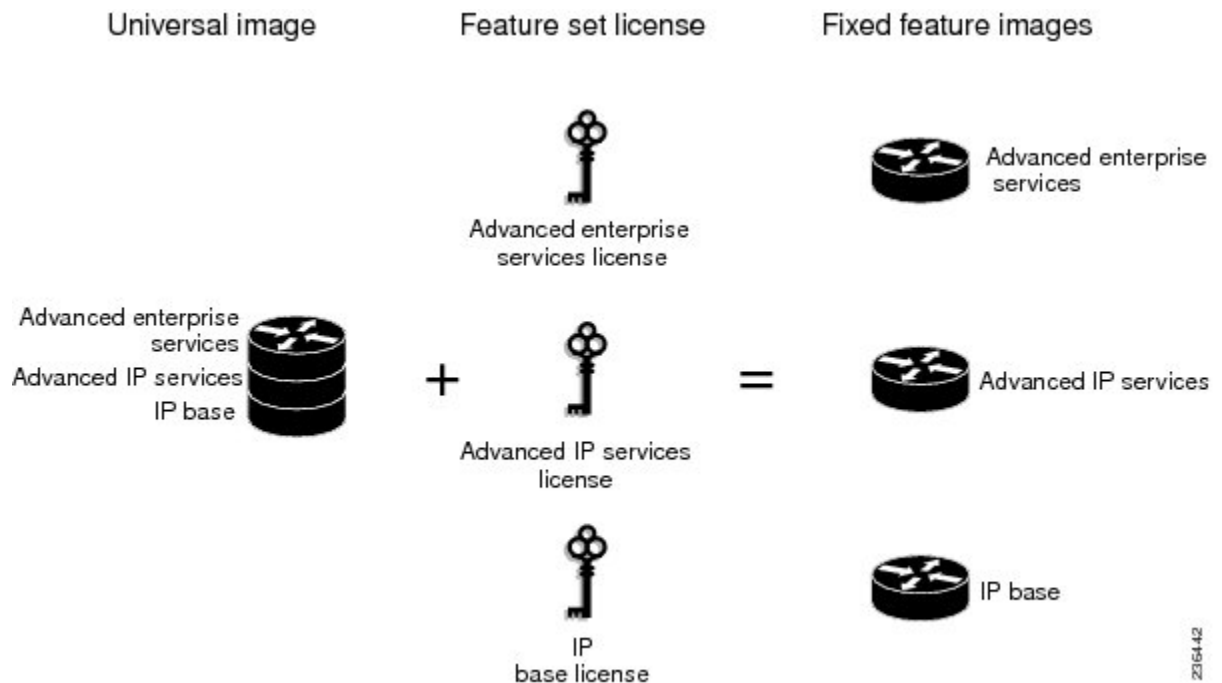 Universal image
Feature set license
Fixed feature images
Advanced enterprise
services license
Advanced enterprise
services
Advanced enterprise
services
Advanced IP services
IP base
+
Advanced IP services
license
=
Advanced IP services
IP
base license
IP base
236442